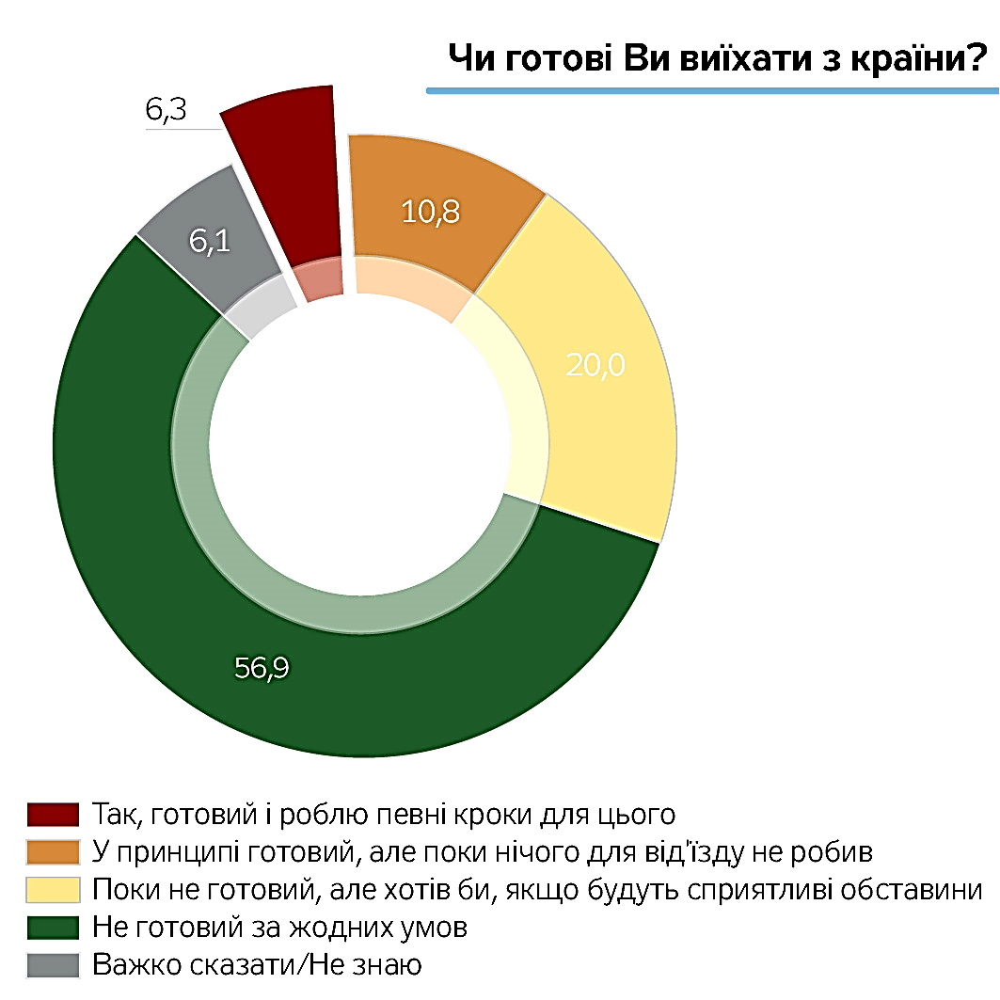 Чи готові Ви виїхати з країни?
6,3
10,8
6,1
20,0
56,9
Так, готовий і роблю певні кроки для цього
У принципі готовий, але поки нічого для від'їзду не робив
Поки не готовий, але хотів би, якщо будуть сприятливі обставини
Не готовий за жодних умов
Важко сказати/Не знаю